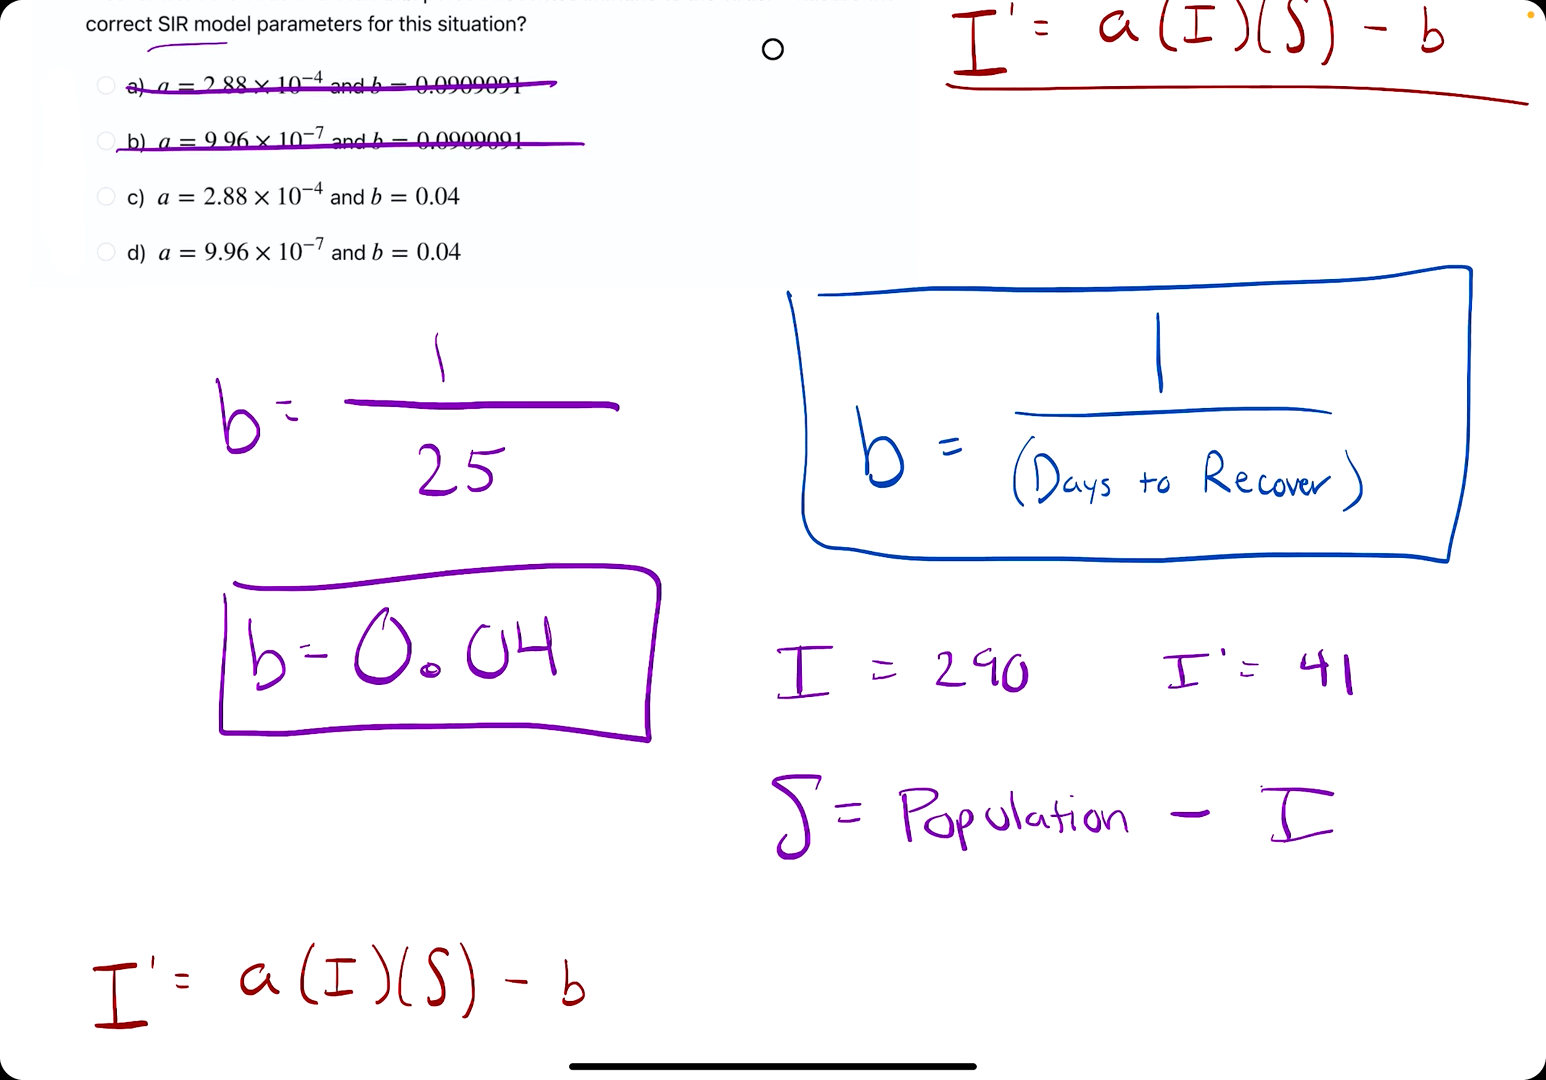 correct SIR model parameters for this situation?
I' = a(I)(S) - b
a) a = 2.88 × 10⁻⁴ and b = 0.0909091
b) a = 9.96 × 10⁻⁷ and b = 0.0909091
c) a = 2.88 × 10⁻⁴ and b = 0.04
d) a = 9.96 × 10⁻⁷ and b = 0.04
b = 1/25
b = 1/(Days to Recover)
b = 0.04
I = 290 I' = 41
S = Population - I
I' = a(I)(S) - b